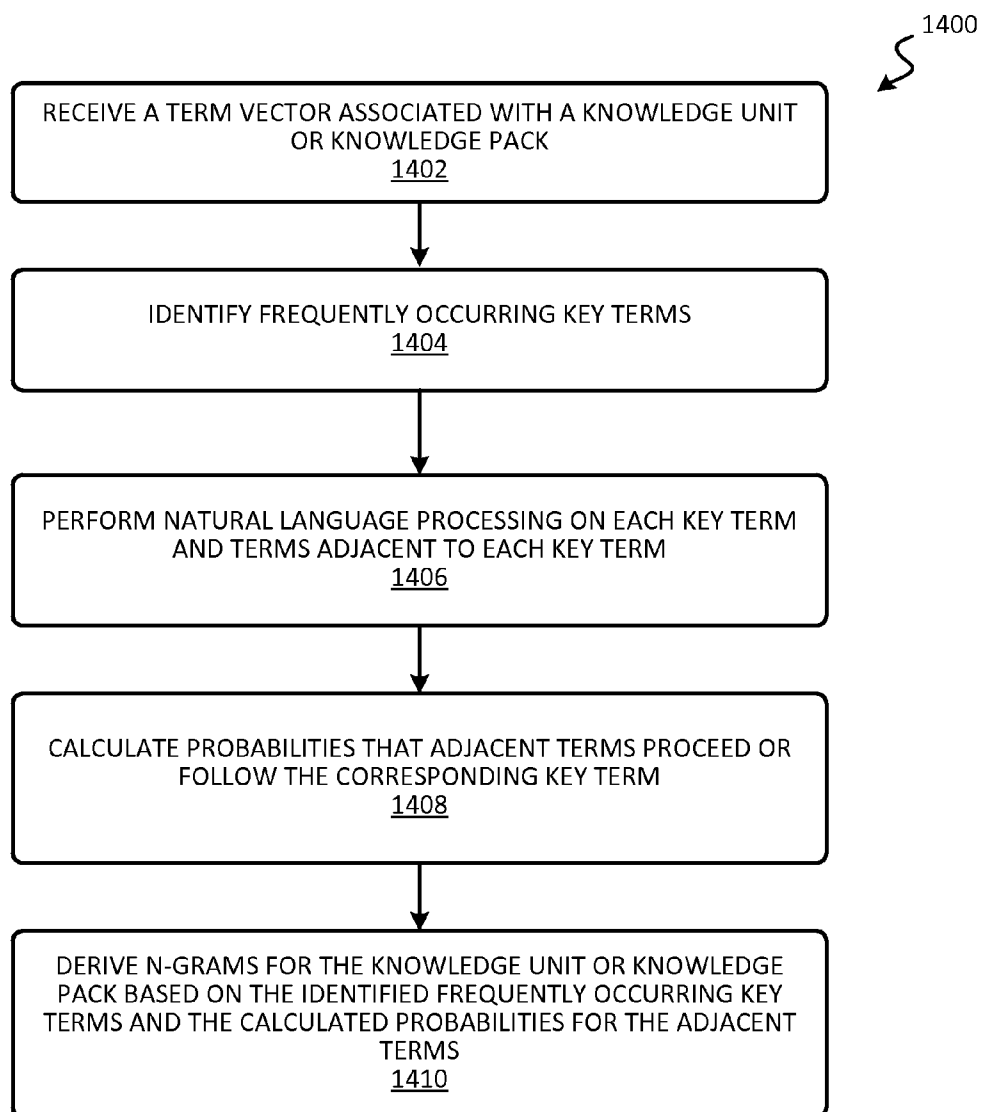 1400
RECEIVE A TERM VECTOR ASSOCIATED WITH A KNOWLEDGE UNIT
OR KNOWLEDGE PACK
1402
IDENTIFY FREQUENTLY OCCURRING KEY TERMS
1404
PERFORM NATURAL LANGUAGE PROCESSING ON EACH KEY TERM
AND TERMS ADJACENT TO EACH KEY TERM
1406
CALCULATE PROBABILITIES THAT ADJACENT TERMS PROCEED OR
FOLLOW THE CORRESPONDING KEY TERM
1408
DERIVE N-GRAMS FOR THE KNOWLEDGE UNIT OR KNOWLEDGE
PACK BASED ON THE IDENTIFIED FREQUENTLY OCCURRING KEY
TERMS AND THE CALCULATED PROBABILITIES FOR THE ADJACENT
TERMS
1410